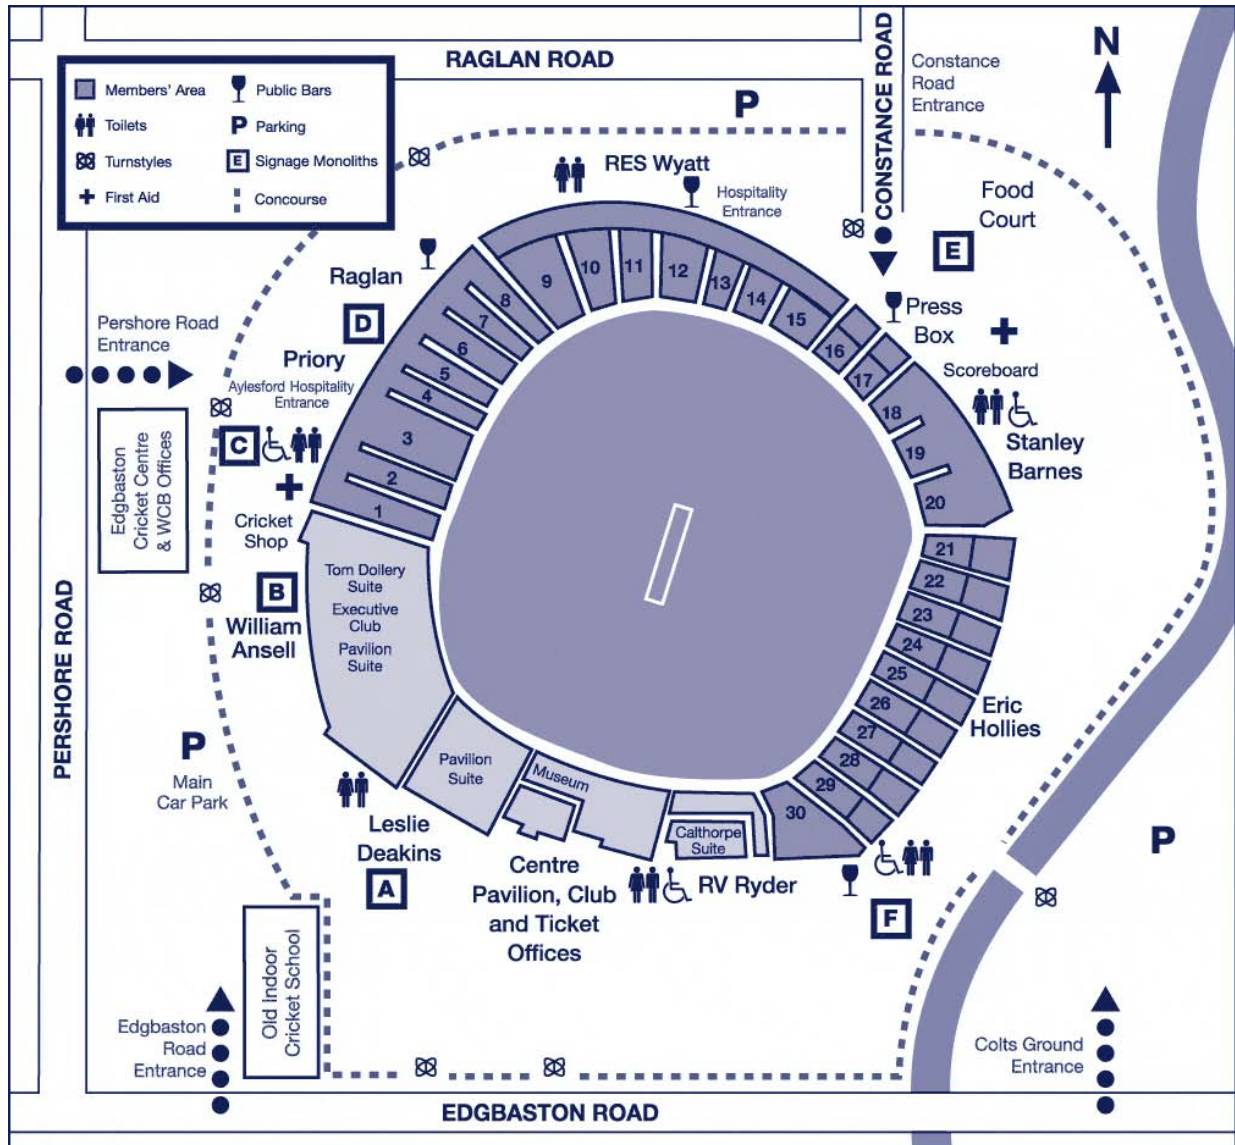 RAGLAN ROAD
CONSTANCE ROAD
Constance
Road
Entrance
N
Members' Area
Public Bars
Toilets
P Parking
Turnstyles
E Signage Monoliths
First Aid
Concourse
P
RES Wyatt
Hospitality
Entrance
Food
Court
E
Raglan
D
Priory
Aylesford Hospitality
Entrance
Pershore Road
Entrance
C
Edgbaston
Cricket Centre
& WCB Offices
Cricket
Shop
B
William
Ansell
PERSHORE ROAD
Press
Box
Scoreboard
Stanley
Barnes
1
2
3
4
5
6
7
8
9
10
11
12
13
14
15
16
17
18
19
20
21
22
23
24
25
26
27
28
29
30
Tom Dollery
Suite
Executive
Club
Pavilion
Suite
Eric
Hollies
P
Main
Car Park
Pavilion
Suite
Museum
Calthorpe
Suite
Leslie
Deakins
A
Centre
Pavilion, Club
and Ticket
Offices
RV Ryder
F
P
Old Indoor
Cricket School
Edgbaston
Road
Entrance
Colts Ground
Entrance
EDGBASTON ROAD